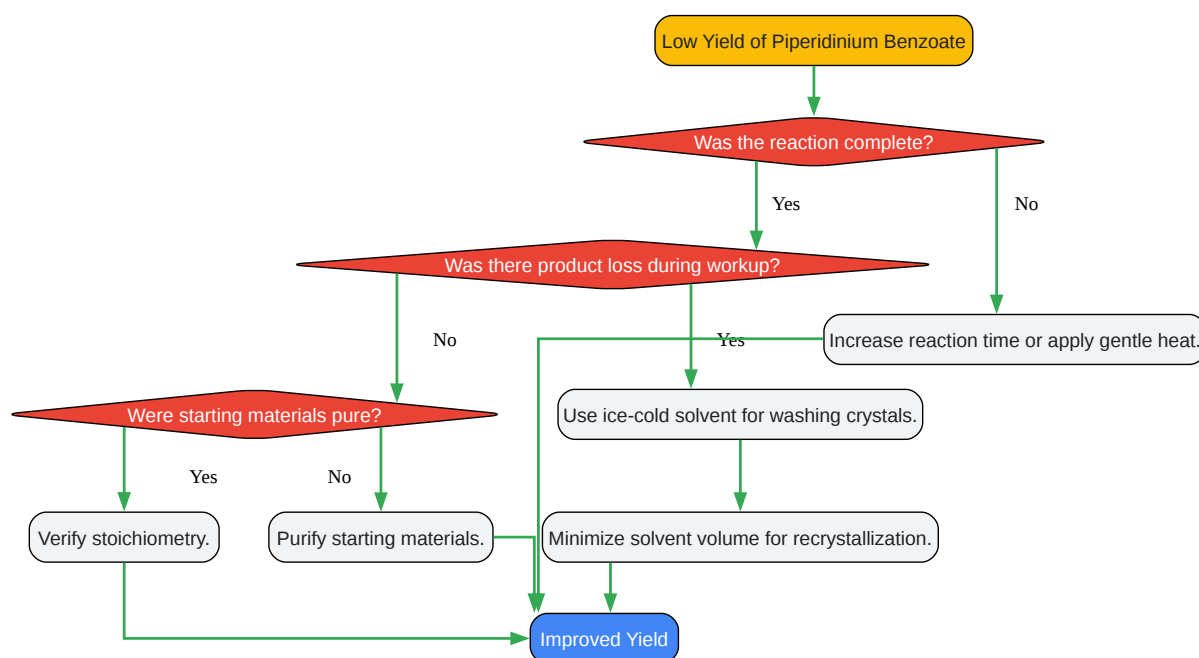 Low Yield of Piperidinium Benzoate
Was the reaction complete?
Yes
No
Was there product loss during workup?
No
Yes
Increase reaction time or apply gentle heat.
Were starting materials pure?
Use ice-cold solvent for washing crystals.
Yes
No
Verify stoichiometry.
Purify starting materials.
Minimize solvent volume for recrystallization.
Improved Yield